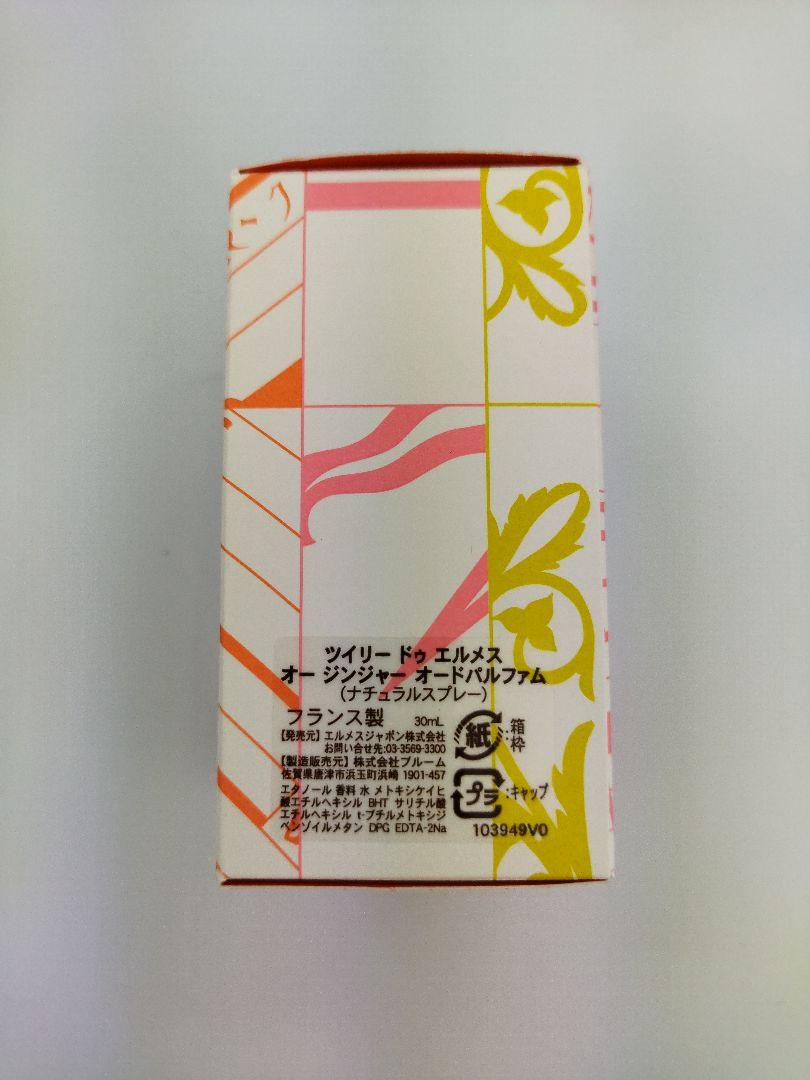 ツイリー ドゥ エルメス
オー ジンジャー オードパルファム
(ナチュラルスプレー)
フランス製 30mL
【発売元】エルメスジャポン株式会社
お問い合せ先:03-3569-3300
【製造販売元】株式会社ブルーム
佐賀県唐津市浜玉町浜崎 1901-457
エタノール 香料 水 メトキシケイヒ
酸エチルヘキシル BHT サリチル酸
エチルヘキシル t-ブチルメトキシジ
ベンゾイルメタン DPG EDTA-2Na
紙 :箱
枠
プラ :キャップ
103949V0